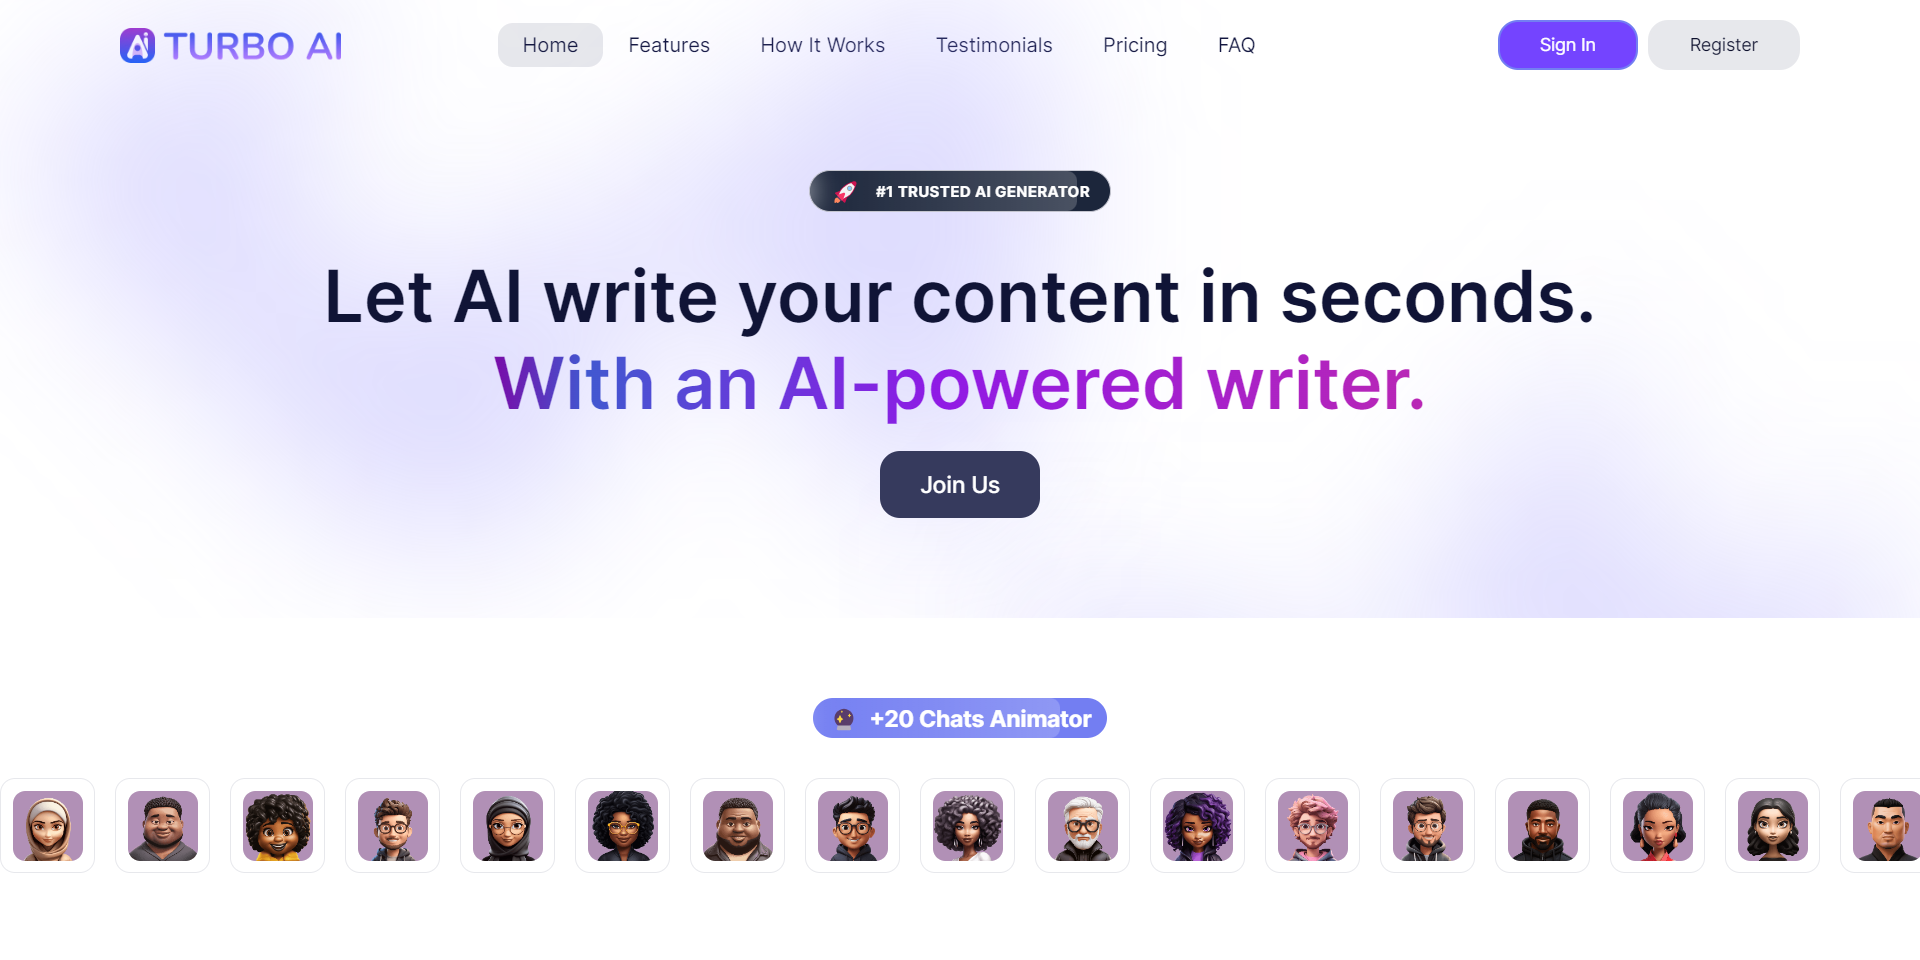 Ai TURBO AI
Home Features How It Works Testimonials Pricing FAQ
Sign In Register
#1 TRUSTED AI GENERATOR
Let AI write your content in seconds.
With an AI-powered writer.
Join Us
+20 Chats Animator